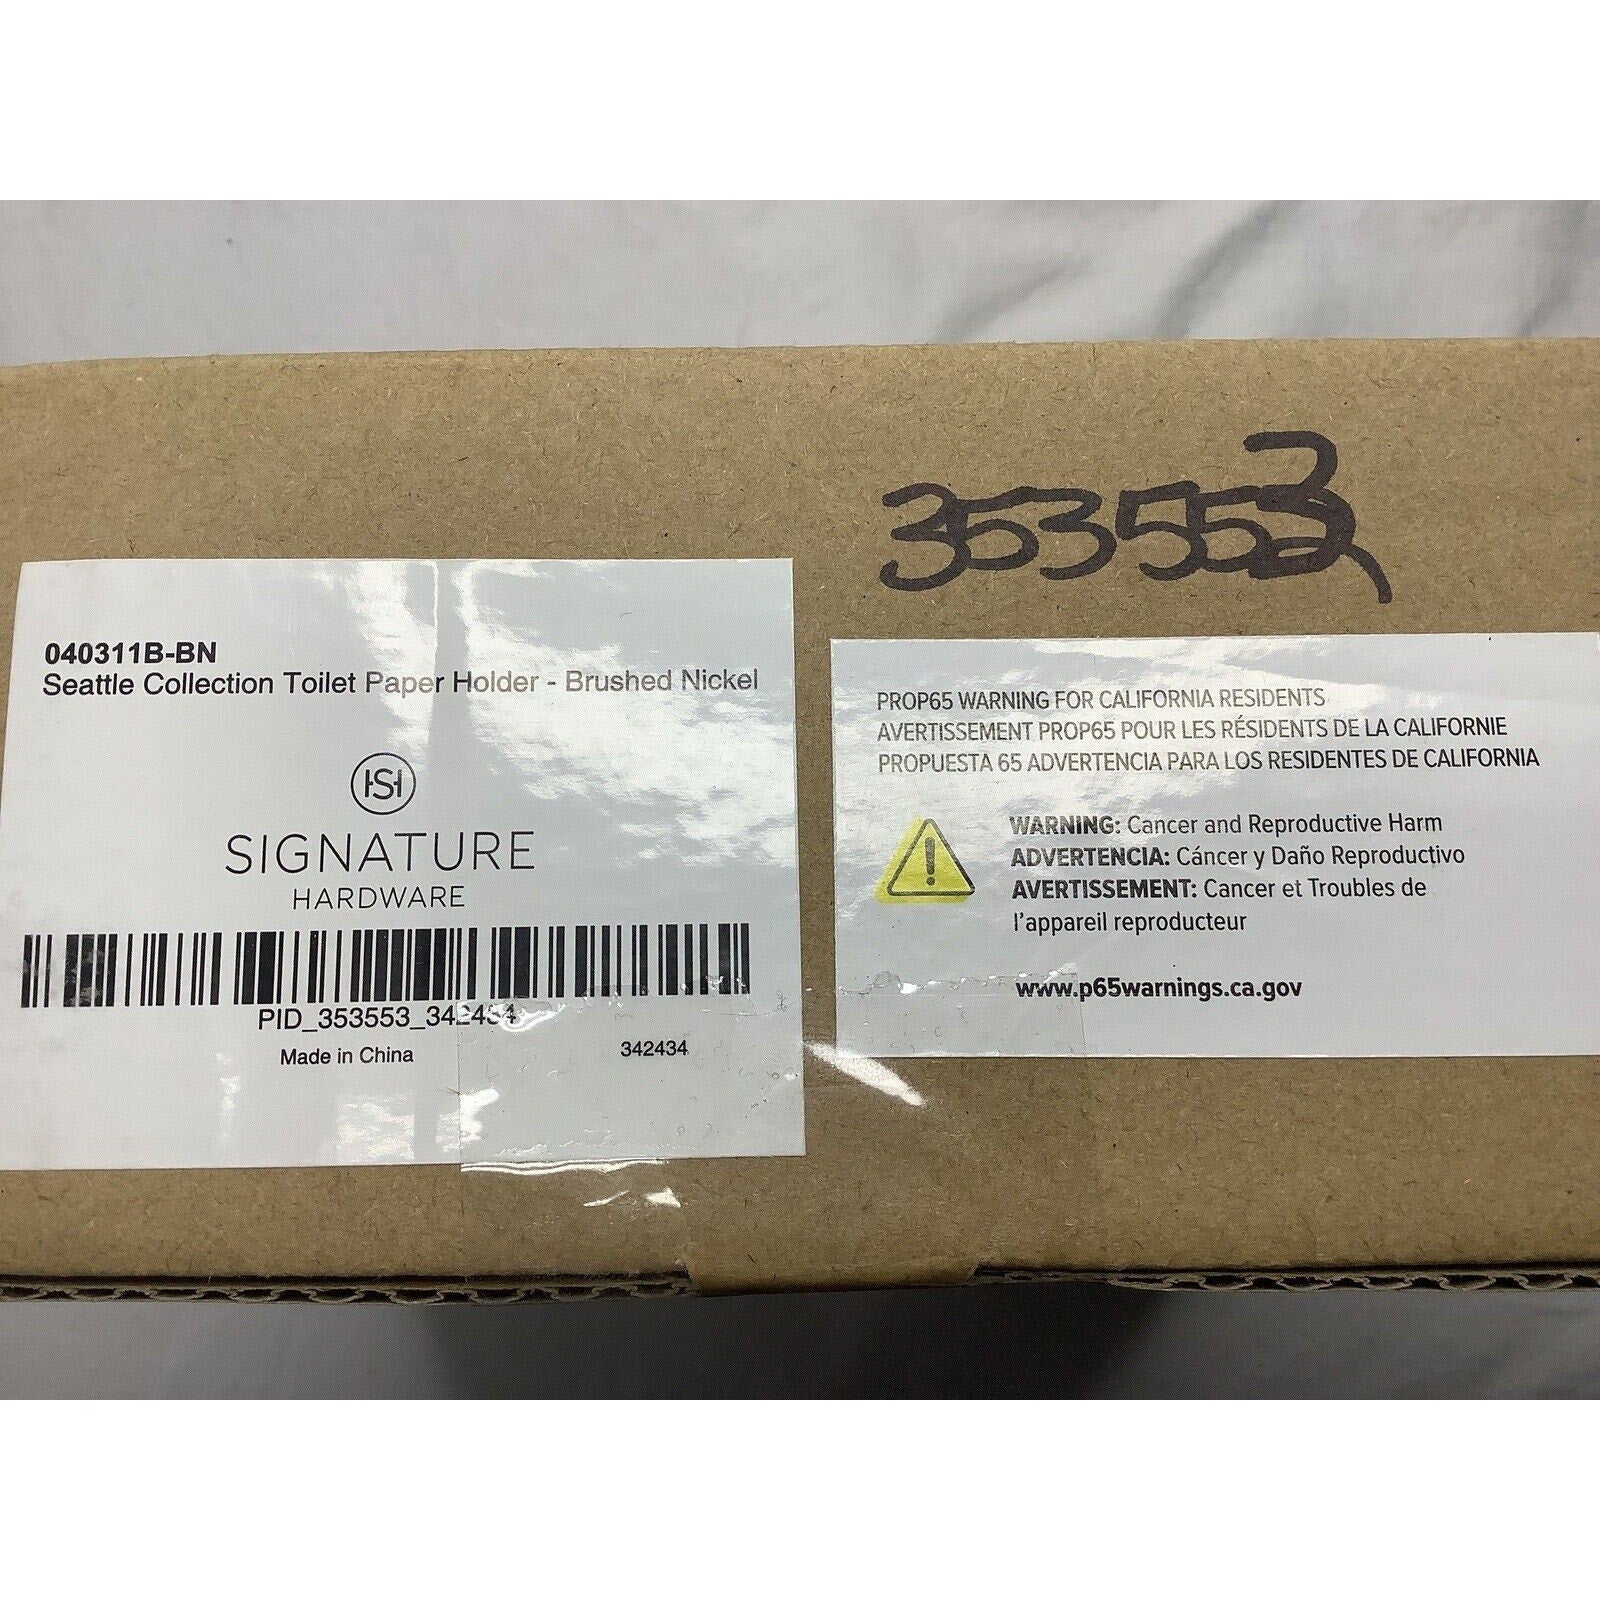 353553
040311B-BN
Seattle Collection Toilet Paper Holder - Brushed Nickel
SIGNATURE
HARDWARE
PID_353553_342434
Made in China
342434
PROP65 WARNING FOR CALIFORNIA RESIDENTS
AVERTISSEMENT PROP65 POUR LES RÉSIDENTS DE LA CALIFORNIE
PROPUESTA 65 ADVERTENCIA PARA LOS RESIDENTES DE CALIFORNIA
WARNING: Cancer and Reproductive Harm
ADVERTENCIA: Cáncer y Daño Reproductivo
AVERTISSEMENT: Cancer et Troubles de
l'appareil reproducteur
www.p65warnings.ca.gov